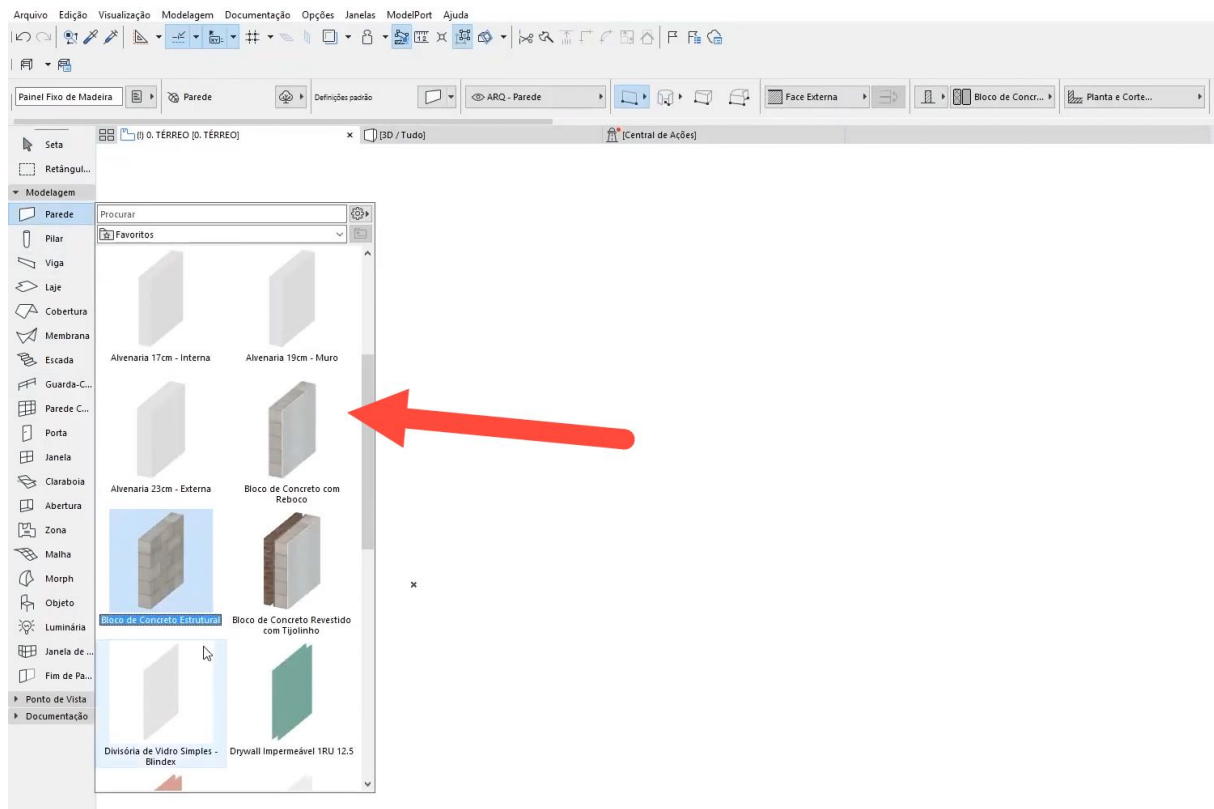 Arquivo Edição Visualização Modelagem Documentação Opções Janelas ModelPort Ajuda
Painel Fixo de Madeira Parede Definições padrão ARQ - Parede Face Externa Bloco de Concr... Planta e Corte...
Seta
(!) 0. TÉRREO [0. TÉRREO] [3D / Tudo] [Central de Ações]
Retângul...
Modelagem
Parede
Pilar
Viga
Laje
Cobertura
Membrana
Escada
Guarda-C...
Parede C...
Porta
Janela
Claraboia
Abertura
Zona
Malha
Morph
Objeto
Luminária
Janela de ...
Fim de Pa...
Ponto de Vista
Documentação
Procurar
Favoritos
Alvenaria 17cm - Interna
Alvenaria 19cm - Muro
Alvenaria 23cm - Externa
Bloco de Concreto com
Reboco
Bloco de Concreto Estrutural
Bloco de Concreto Revestido
com Tijolinho
Divisória de Vidro Simples -
Blindex
Drywall Impermeável 1RU 12.5